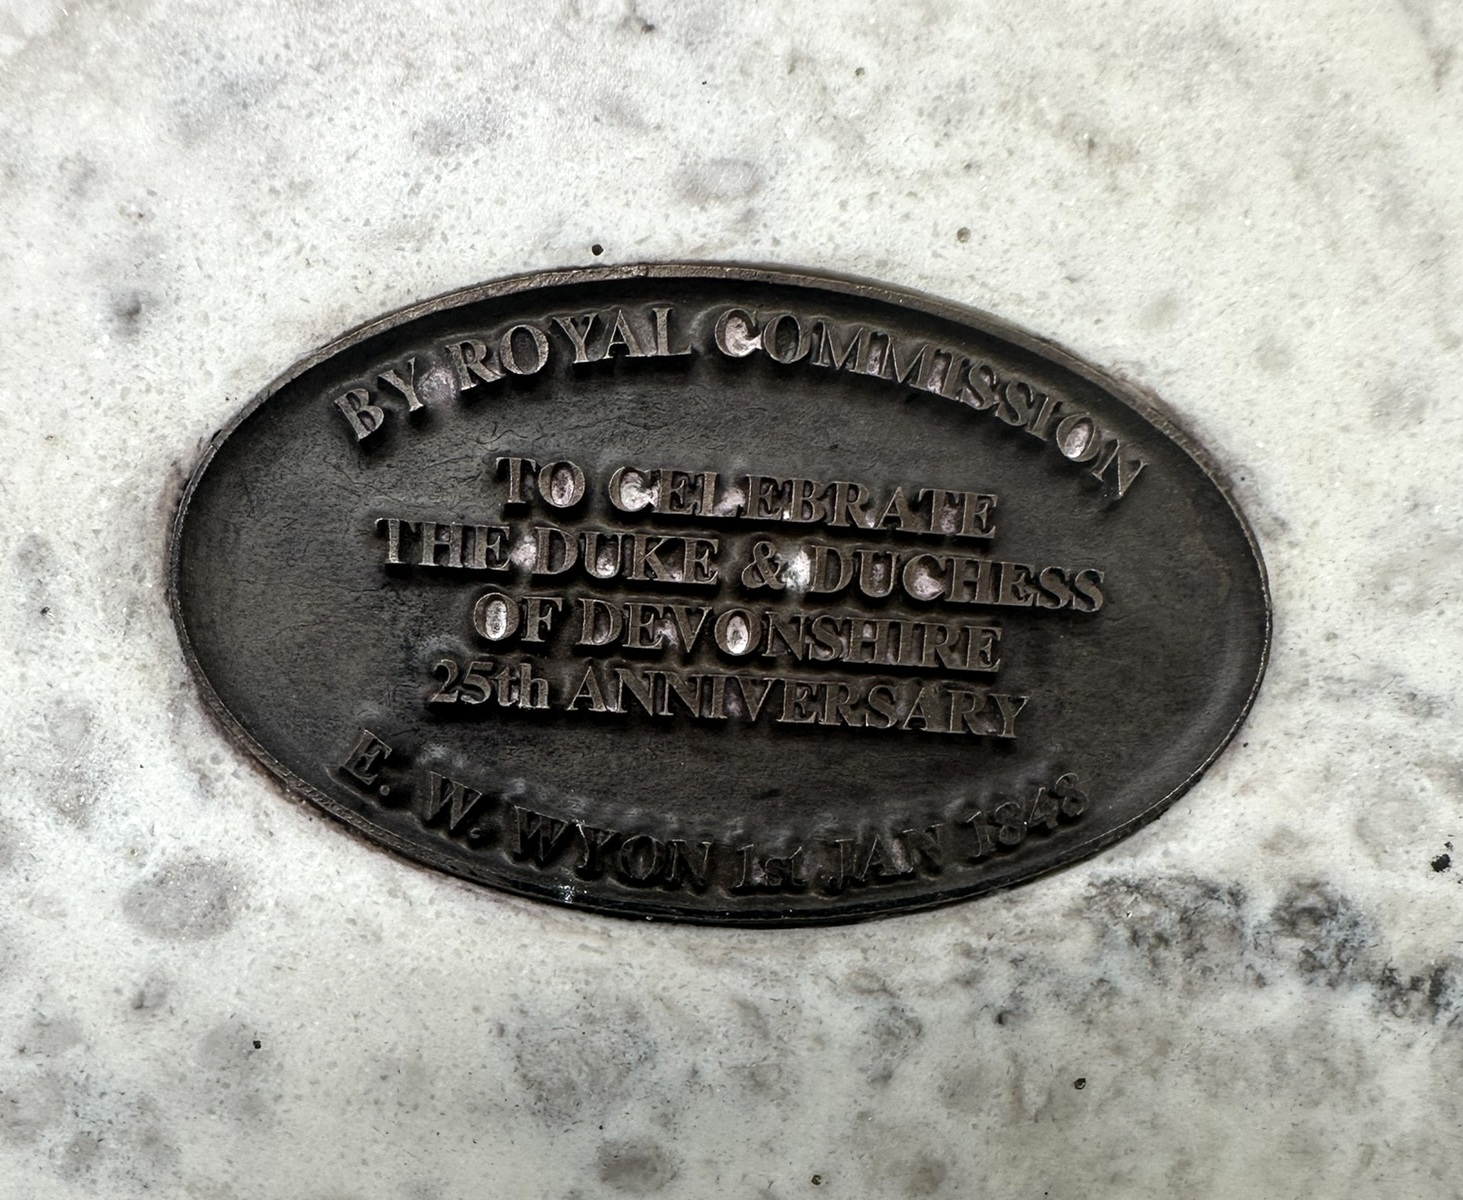 BY ROYAL COMMISSION
TO CELEBRATE
THE DUKE & DUCHESS
OF DEVONSHIRE
25th ANNIVERSARY
E. W. WYON 1st JAN 1848